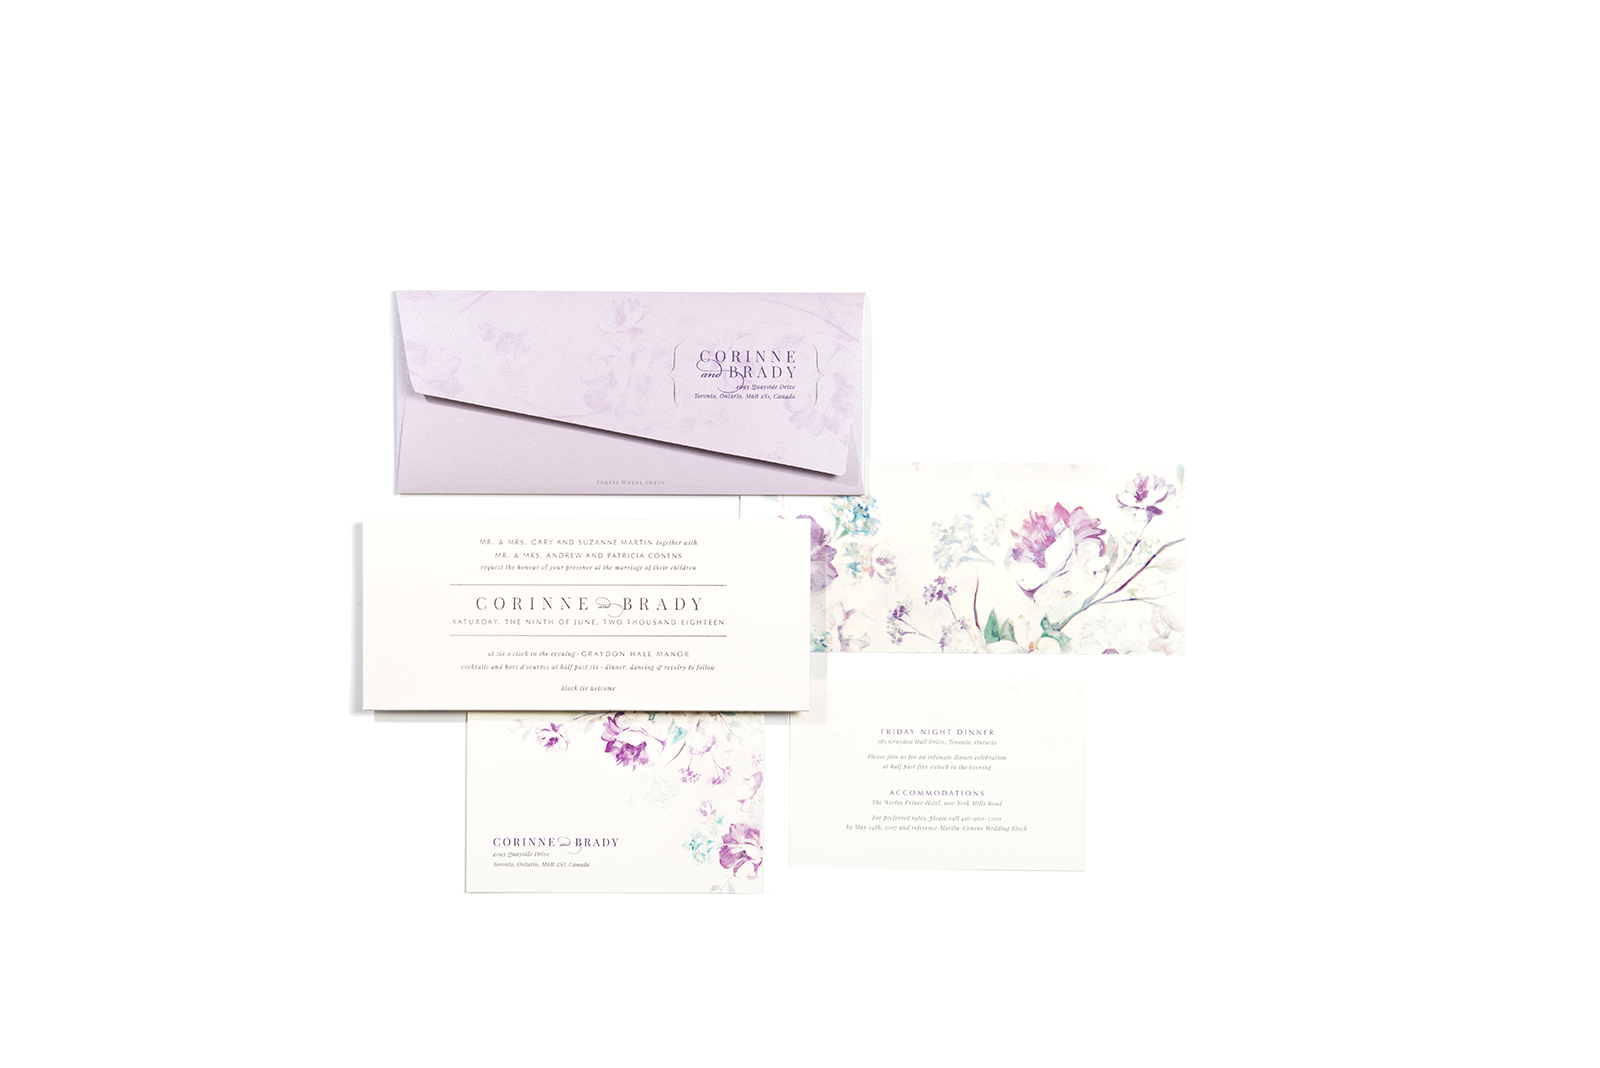 CORINNE
and BRADY
4093 Quayside Drive
Toronto, Ontario, M6R 2S1, Canada
FERRIS WHEEL PRESS
MR. & MRS. GARY AND SUZANNE MARTIN together with
MR. & MRS. ANDREW AND PATRICIA CONENS
request the honour of your presence at the marriage of their children
CORINNE and BRADY
SATURDAY, THE NINTH OF JUNE, TWO THOUSAND EIGHTEEN
at six o'clock in the evening - GRAYDON HALL MANOR
cocktails and hors d'oeuvres at half past six - dinner, dancing & revelry to follow
black tie welcome
CORINNE and BRADY
4093 Quayside Drive
Toronto, Ontario, M6R 2S1, Canada
FRIDAY NIGHT DINNER
185 Graydon Hall Drive, Toronto, Ontario
Please join us for an intimate dinner celebration
at half past five o'clock in the evening
ACCOMMODATIONS
The Westin Prince Hotel, 900 York Mills Road
For preferred rates, please call 416-960-1200
by May 24th, 2017 and reference Martin-Conens Wedding Block